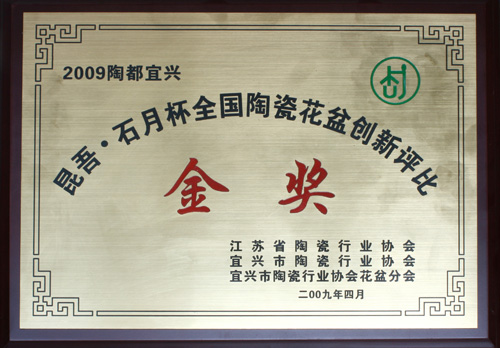 2009陶都宜兴
昆吾·石月杯全国陶瓷花盆创新评比
金奖
江苏省陶瓷行业协会
宜兴市陶瓷行业协会
宜兴市陶瓷行业协会花盆分会
二00九年四月